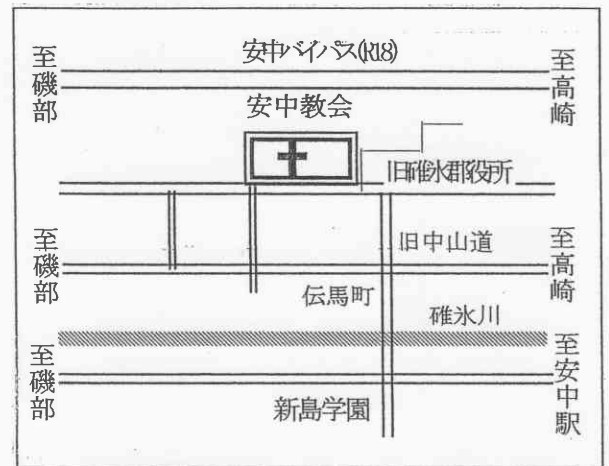 安中バイパス(R18)
至磯部
至高崎
安中教会
旧碓氷郡役所
至磯部
旧中山道
至高崎
伝馬町
碓氷川
至磯部
至安中駅
新島学園